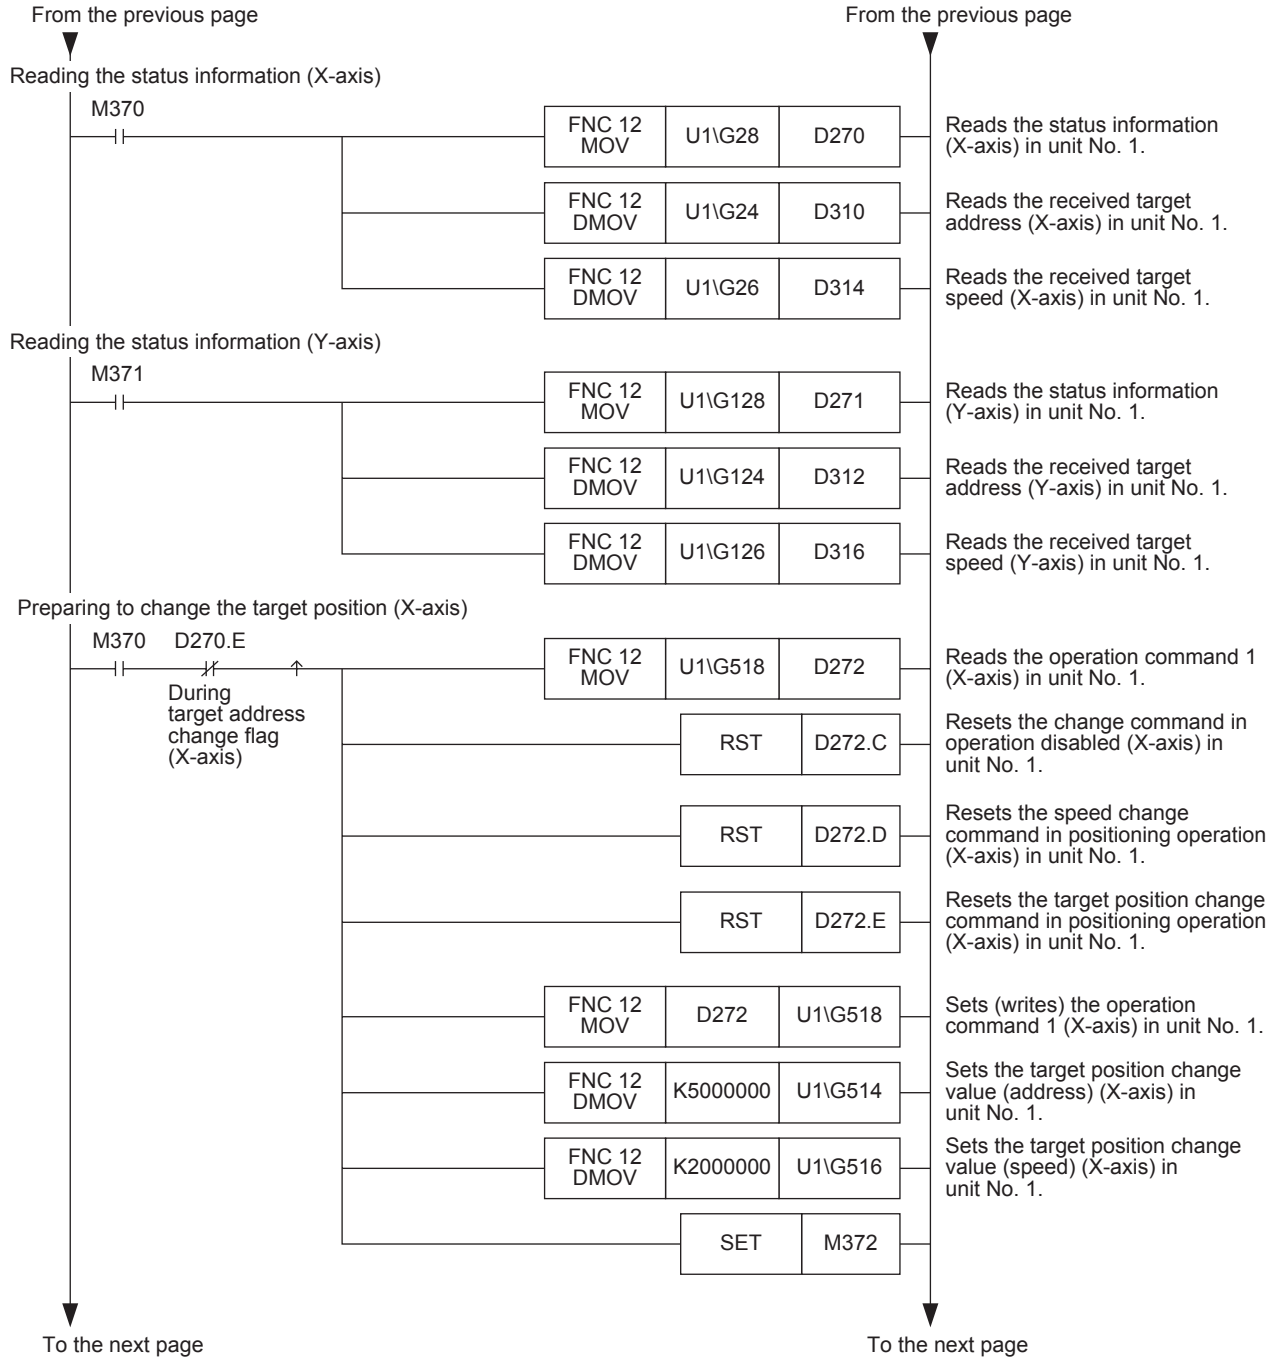 From the previous page
From the previous page
Reading the status information (X-axis)
M370
FNC 12
MOV
U1\G28
D270
Reads the status information
(X-axis) in unit No. 1.
FNC 12
DMOV
U1\G24
D310
Reads the received target
address (X-axis) in unit No. 1.
FNC 12
DMOV
U1\G26
D314
Reads the received target
speed (X-axis) in unit No. 1.
Reading the status information (Y-axis)
M371
FNC 12
MOV
U1\G128
D271
Reads the status information
(Y-axis) in unit No. 1.
FNC 12
DMOV
U1\G124
D312
Reads the received target
address (Y-axis) in unit No. 1.
FNC 12
DMOV
U1\G126
D316
Reads the received target
speed (Y-axis) in unit No. 1.
Preparing to change the target position (X-axis)
M370
D270.E
During
target address
change flag
(X-axis)
FNC 12
MOV
U1\G518
D272
Reads the operation command 1
(X-axis) in unit No. 1.
RST
D272.C
Resets the change command in
operation disabled (X-axis) in
unit No. 1.
RST
D272.D
Resets the speed change
command in positioning operation
(X-axis) in unit No. 1.
RST
D272.E
Resets the target position change
command in positioning operation
(X-axis) in unit No. 1.
FNC 12
MOV
D272
U1\G518
Sets (writes) the operation
command 1 (X-axis) in unit No. 1.
FNC 12
DMOV
K5000000
U1\G514
Sets the target position change
value (address) (X-axis) in
unit No. 1.
FNC 12
DMOV
K2000000
U1\G516
Sets the target position change
value (speed) (X-axis) in
unit No. 1.
SET
M372
To the next page
To the next page